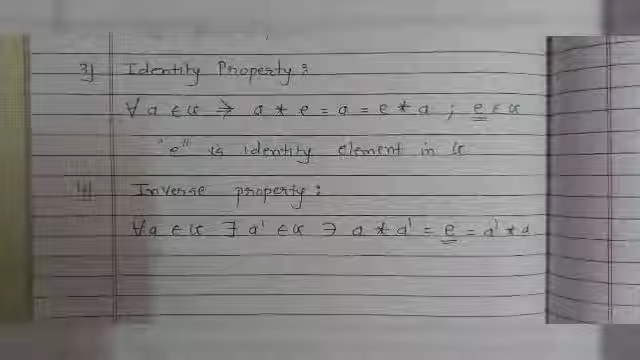 3] Identity Property:
∀ a ∈ G ⇒ a * e = a = e * a ; e ∈ G
"e" is identity element in G
4] Inverse property:
∀ a ∈ G ∃ a' ∈ G ∋ a * a' = e = a' * a